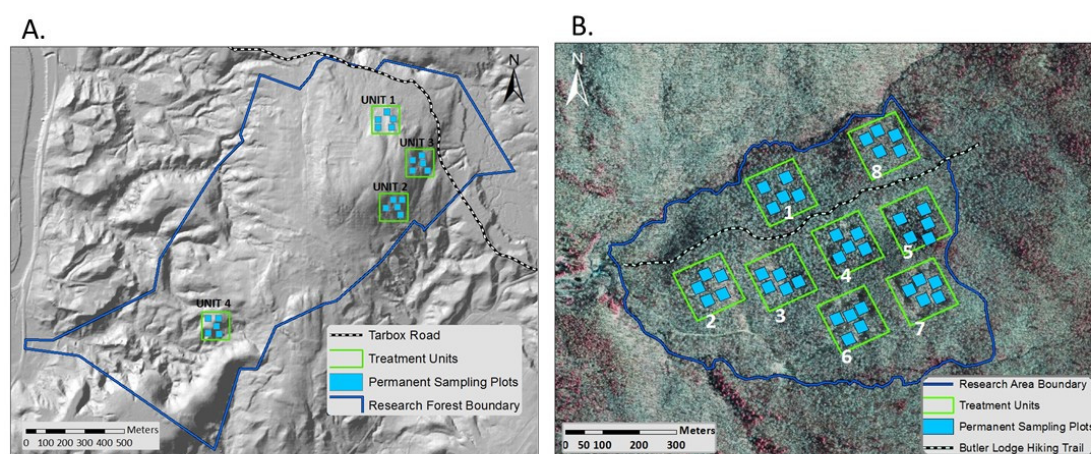 A.
N
UNIT 1
UNIT 3
UNIT 2
UNIT 4
Tarbox Road
Treatment Units
Permanent Sampling Plots
Research Forest Boundary
Meters
0 100 200 300 400 500
B.
N
8
1
5
4
2
3
7
6
Research Area Boundary
Treatment Units
Permanent Sampling Plots
Butler Lodge Hiking Trail
Meters
0 50 100 200 300